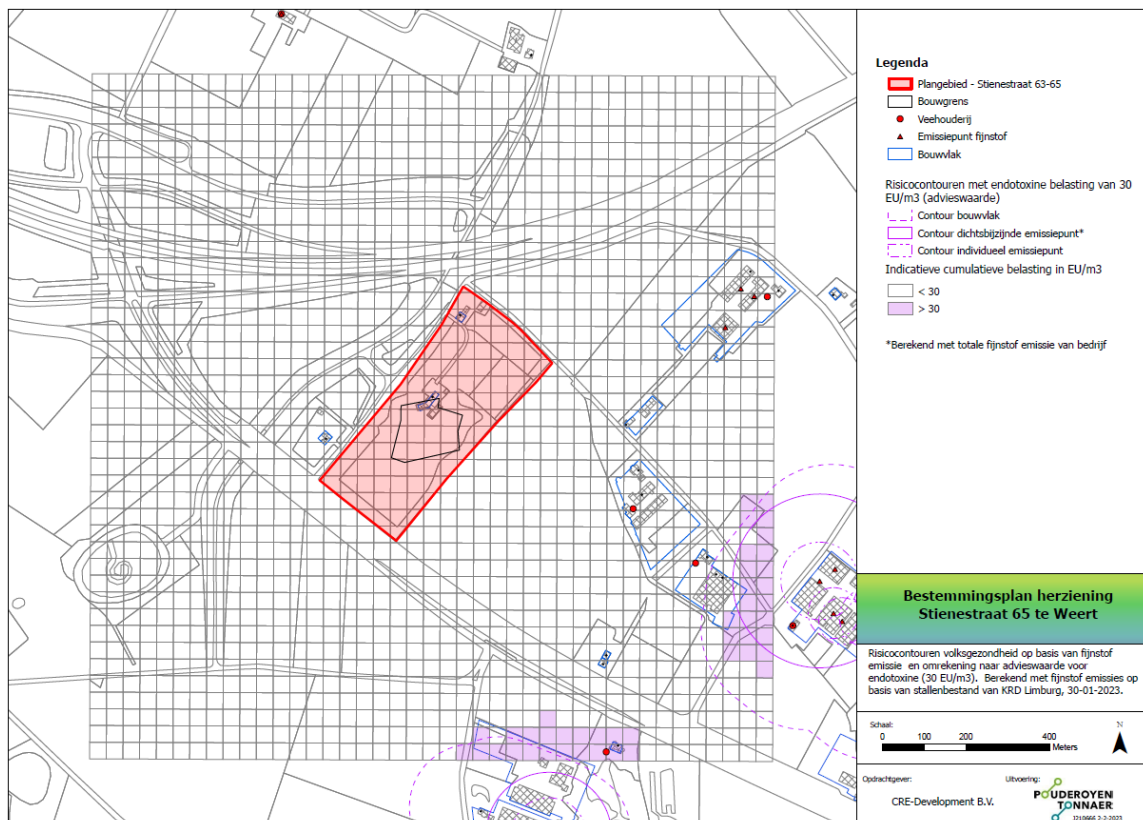 Legenda
Plangebied - Stienestraat 63-65
Bouwgrens
Veehouderij
Emissiepunt fijnstof
Bouwvlak
Risicocontouren met endotoxine belasting van 30
EU/m3 (advieswaarde)
Contour bouwvlak
Contour dichtsbijzijnde emissiepunt*
Contour individueel emissiepunt
Indicatieve cumulatieve belasting in EU/m3
< 30
> 30
*Berekend met totale fijnstof emissie van bedrijf
Bestemmingsplan herziening
Stienestraat 65 te Weert
Risicocontouren volksgezondheid op basis van fijnstof
emissie en omrekening naar advieswaarde voor
endotoxine (30 EU/m3). Berekend met fijnstof emissies op
basis van stallenbestand van KRD Limburg, 30-01-2023.
Schaal:
0 100 200 400
Meters
N
Opdrachtgever:
CRE-Development B.V.
Uitvoering:
POUDEROYEN
TONNAER
J210666 2-2-2023